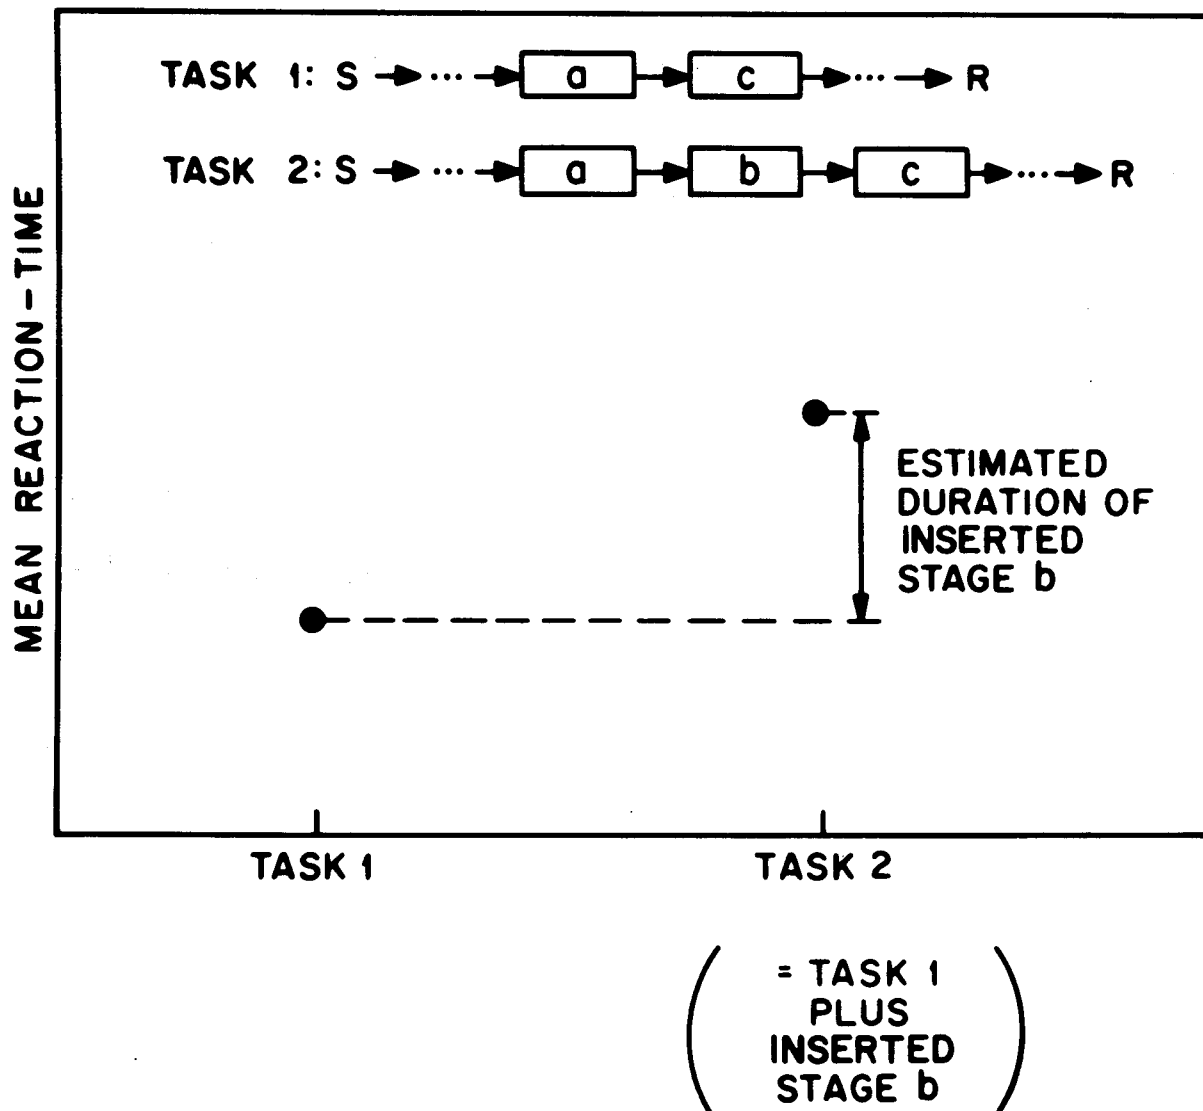 TASK 1: S ... a c ... R
TASK 2: S ... a b c ... R
MEAN REACTION-TIME
ESTIMATED
DURATION OF
INSERTED
STAGE b
TASK 1
TASK 2
= TASK 1
PLUS
INSERTED
STAGE b